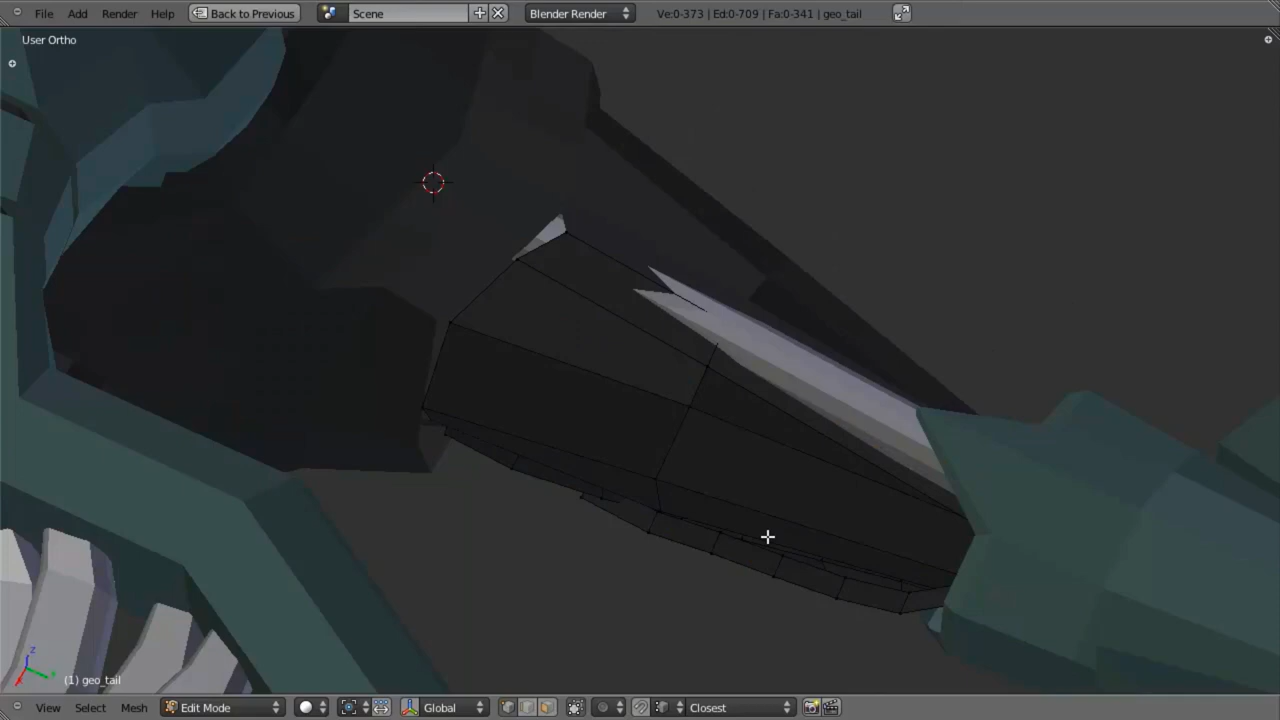 File Add Render Help Back to Previous Scene Blender Render Ve:0-373 | Ed:0-709 | Fa:0-341 | geo_tail
User Ortho
z
(1) geo_tail
View Select Mesh Edit Mode Global Closest